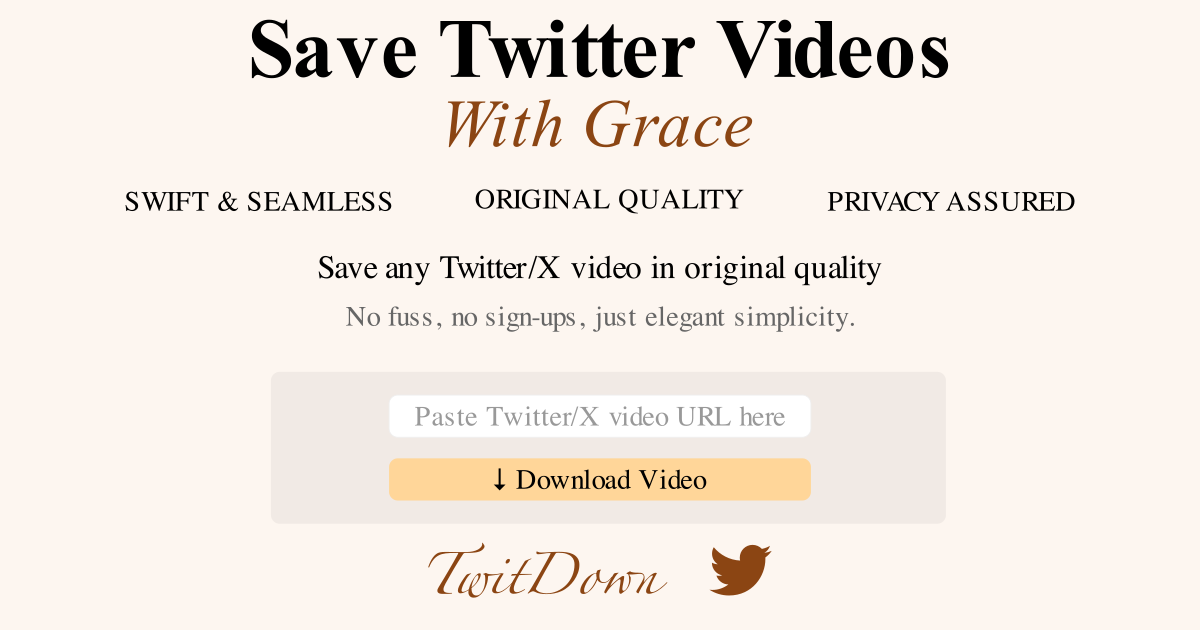 Save Twitter Videos
With Grace
SWIFT & SEAMLESS ORIGINAL QUALITY PRIVACY ASSURED
Save any Twitter/X video in original quality
No fuss, no sign-ups, just elegant simplicity.
Paste Twitter/X video URL here
↓ Download Video
TwitDown